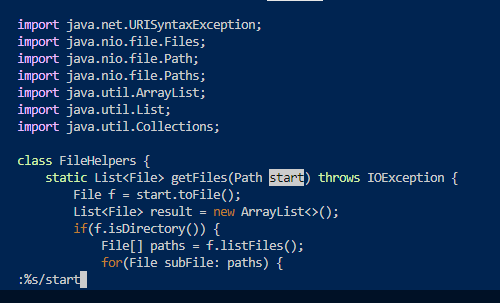 import java.net.URISyntaxException;
import java.nio.file.Files;
import java.nio.file.Path;
import java.nio.file.Paths;
import java.util.ArrayList;
import java.util.List;
import java.util.Collections;

class FileHelpers {
    static List<File> getFiles(Path start) throws IOException {
        File f = start.toFile();
        List<File> result = new ArrayList<>();
        if(f.isDirectory()) {
            File[] paths = f.listFiles();
            for(File subFile: paths) {
:%s/start